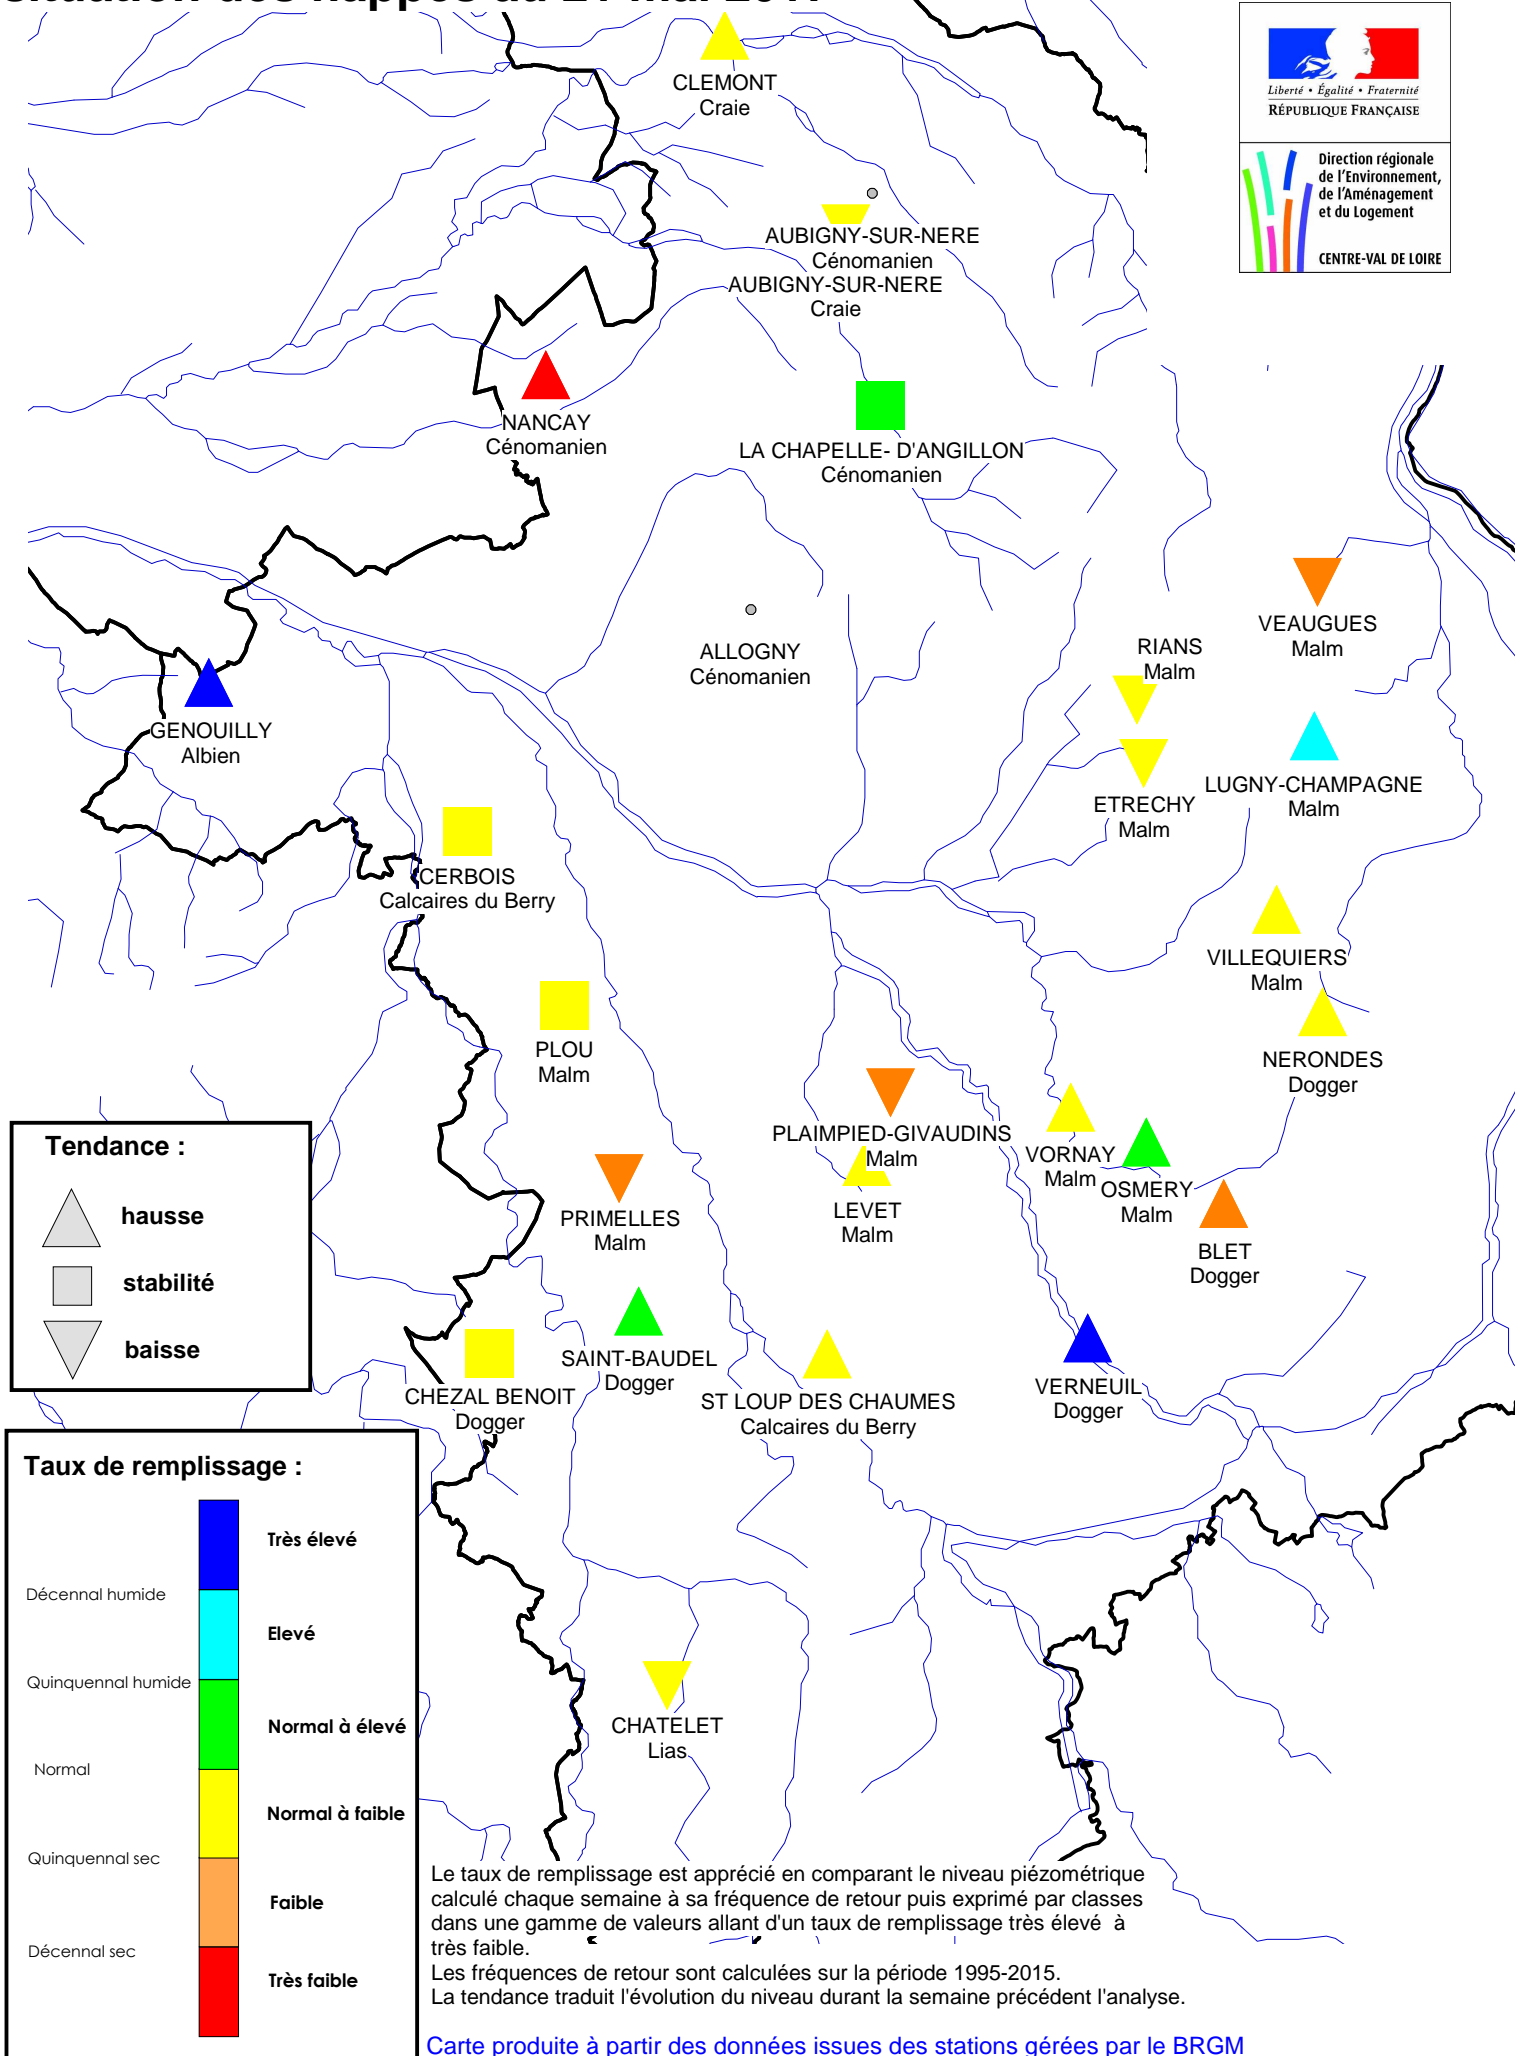 situation des nappes au 21 mai 2017
Liberté • Égalité • Fraternité
RÉPUBLIQUE FRANÇAISE
Direction régionale
de l'Environnement,
de l'Aménagement
et du Logement
CENTRE-VAL DE LOIRE
CLEMONT
Craie
AUBIGNY-SUR-NERE
Cénomanien
AUBIGNY-SUR-NERE
Craie
NANCAY
Cénomanien
LA CHAPELLE- D'ANGILLON
Cénomanien
VEAUGUES
Malm
RIANS
Malm
ALLOGNY
Cénomanien
GENOUILLY
Albien
LUGNY-CHAMPAGNE
Malm
ETRECHY
Malm
CERBOIS
Calcaires du Berry
VILLEQUIERS
Malm
PLOU
Malm
NERONDES
Dogger
PLAIMPIED-GIVAUDINS
Malm
VORNAY
Malm
OSMERY
Malm
PRIMELLES
Malm
LEVET
Malm
BLET
Dogger
SAINT-BAUDEL
Dogger
CHEZAL BENOIT
Dogger
ST LOUP DES CHAUMES
Calcaires du Berry
VERNEUIL
Dogger
CHATELET
Lias
Tendance :
hausse
stabilité
baisse
Taux de remplissage :
Très élevé
Décennal humide
Elevé
Quinquennal humide
Normal à élevé
Normal
Normal à faible
Quinquennal sec
Faible
Décennal sec
Très faible
Le taux de remplissage est apprécié en comparant le niveau piézométrique
calculé chaque semaine à sa fréquence de retour puis exprimé par classes
dans une gamme de valeurs allant d'un taux de remplissage très élevé à
très faible.
Les fréquences de retour sont calculées sur la période 1995-2015.
La tendance traduit l'évolution du niveau durant la semaine précédent l'analyse.
Carte produite à partir des données issues des stations gérées par le BRGM